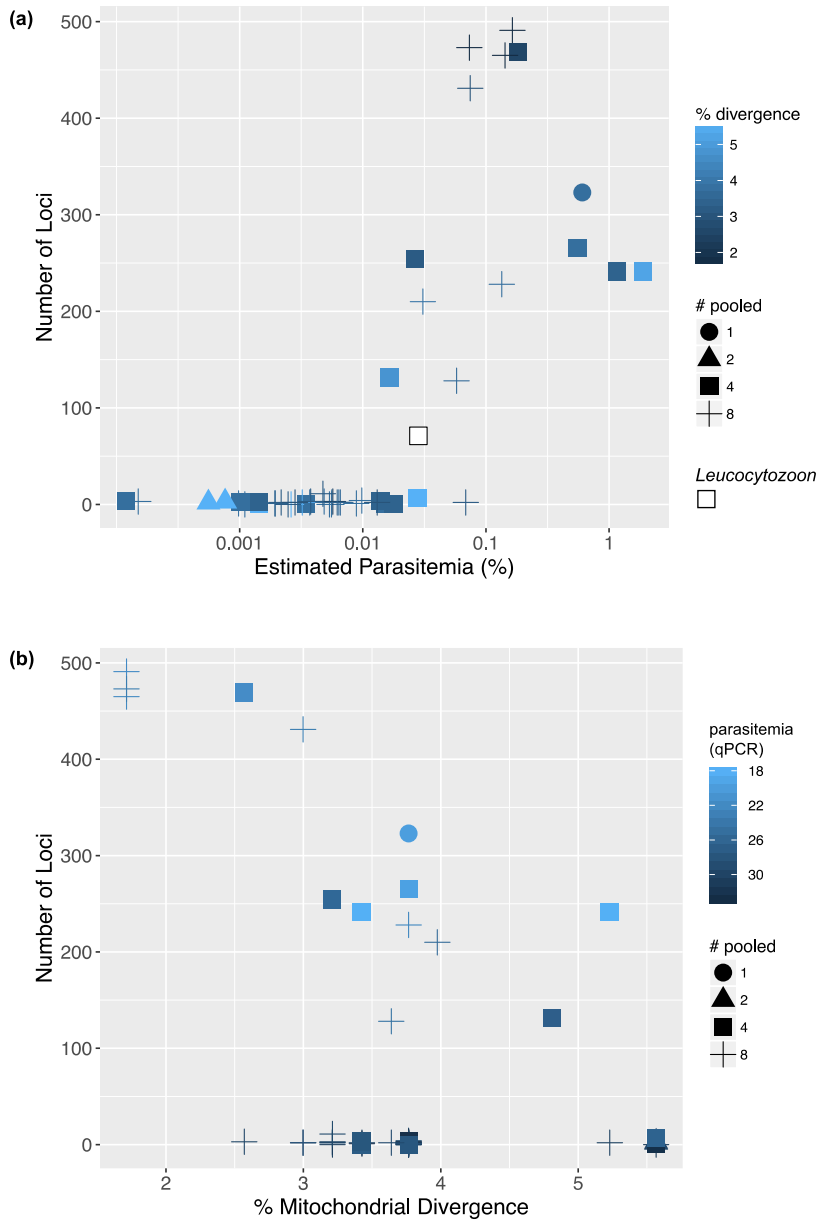 (a)
500
400
300
200
100
0
Number of Loci
0.001 0.01 0.1 1
Estimated Parasitemia (%)
% divergence
5
3
2
# pooled
1
2
4
8
Leucocytozoon
(b)
500
400
300
200
100
0
Number of Loci
2 3 4 5
% Mitochondrial Divergence
parasitemia
(qPCR)
18
22
26
30
# pooled
1
2
4
8